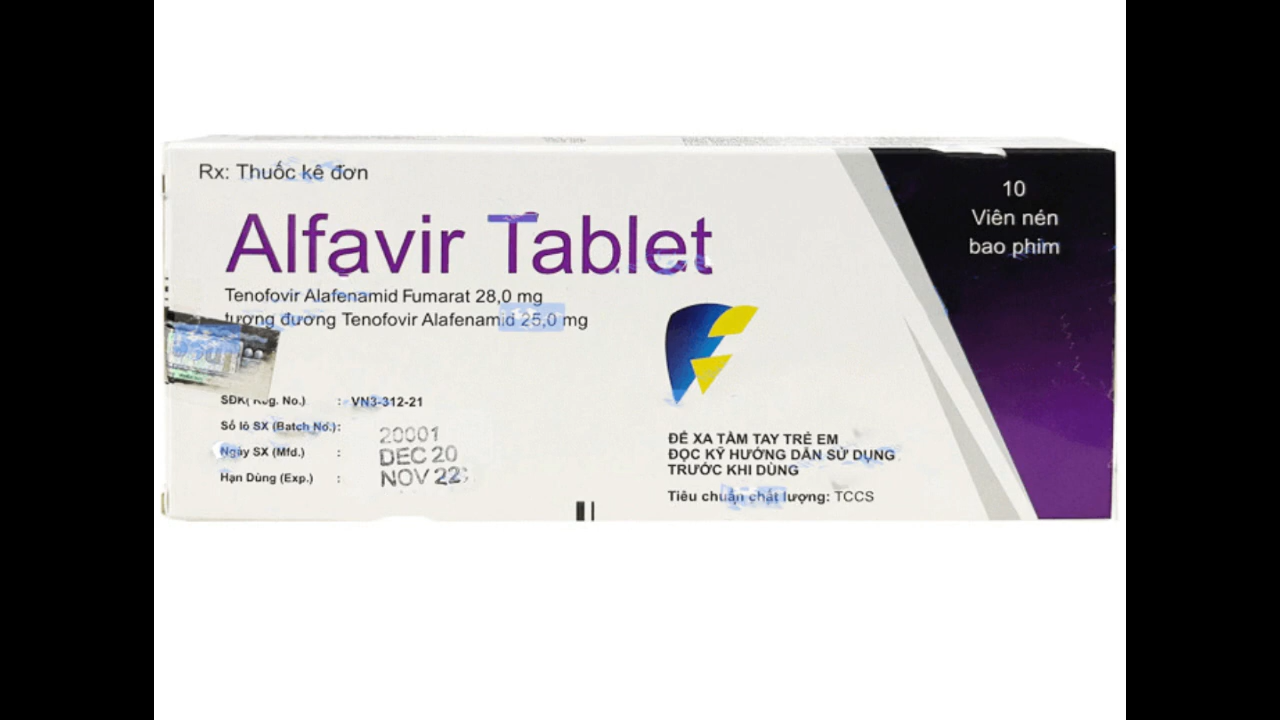 Rx: Thuốc kê đơn
Alfavir Tablet
Tenofovir Alafenamid Fumarat 28,0 mg
tương đương Tenofovir Alafenamid 25,0 mg
10
Viên nén
bao phim
SĐK( Reg. No.) : VN3-312-21
Số lô SX (Batch No.): 20001
Ngày SX (Mfd.) : DEC 20
Hạn Dùng (Exp.) : NOV 22
ĐỂ XA TẦM TAY TRẺ EM
ĐỌC KỸ HƯỚNG DẪN SỬ DỤNG
TRƯỚC KHI DÙNG
Tiêu chuẩn chất lượng: TCCS